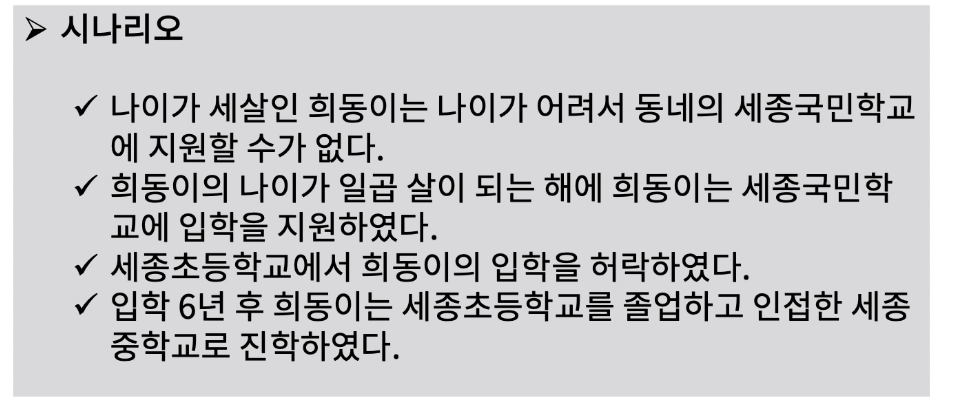 ➢ 시나리오
✓ 나이가 세살인 희동이는 나이가 어려서 동네의 세종국민학교
에 지원할 수가 없다.
✓ 희동이의 나이가 일곱 살이 되는 해에 희동이는 세종국민학
교에 입학을 지원하였다.
✓ 세종초등학교에서 희동이의 입학을 허락하였다.
✓ 입학 6년 후 희동이는 세종초등학교를 졸업하고 인접한 세종
중학교로 진학하였다.